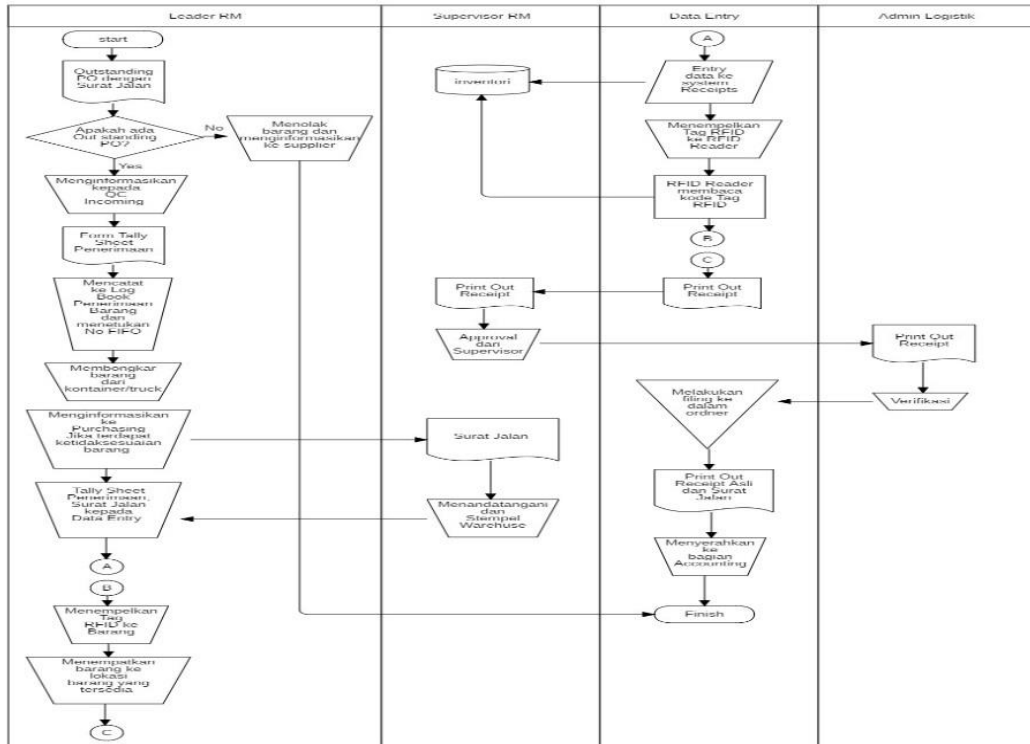 Leader RM
Supervisor RM
Data Entry
Admin Logistik
start
Outstanding
PO dengan
Surat Jalan
Apakah ada
Out standing
PO?
No
Yes
Menolak
barang dan
menginformasikan
ke supplier
Menginformasikan
kepada
QC
Incoming
Form Tally
Sheet
Penerimaan
Mencatat
ke Log
Book
Penerimaan
Barang
dan
menetukan
No FIFO
Membongkar
barang
dari
kontainer/truck
Menginformasikan
ke
Purchasing
Jika terdapat
ketidaksesuaian
barang
Tally Sheet
Penerimaan,
Surat Jalan
kepada
Data Entry
A
B
Menempelkan
Tag
RFID ke
Barang
Menempatkan
barang ke
lokasi
barang yang
tersedia
C
inventori
Print Out
Receipt
Approval
dari
Supervisor
Surat Jalan
Menandatangani
dan
Stempel
Warehuse
A
Entry
data ke
system
Receipts
Menempelkan
Tag RFID
ke RFID
Reader
RFID Reader
membaca
kode Tag
RFID
B
C
Print Out
Receipt
Melakukan
filing ke
dalam
ordner
Print Out
Receipt Asli
dan Surat
Jalan
Menyerahkan
ke
bagian
Accounting
Finish
Print Out
Receipt
Verifikasi